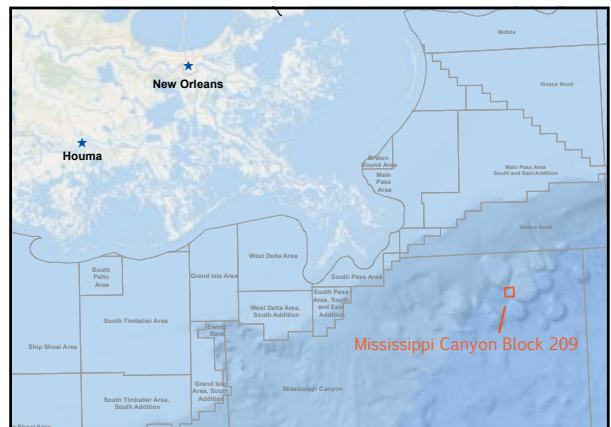 Mobile
New Orleans
Viosca Knoll
Houma
Breton
Sound Area
Main
Pass
Area
Main Pass Area
South and East Addition
Viosca Knoll
West Delta Area
South
Pelto
Area
Grand Isle Area
South Pass Area
West Delta Area,
South Addition
South Pass
Area, South
and East
Addition
South Timbalier Area
Ewing
Bank
Ship Shoal Area
Mississippi Canyon Block 209
Grand Isle
Area, South
Addition
Mississippi Canyon
South Timbalier Area,
South Addition
Shoal Area